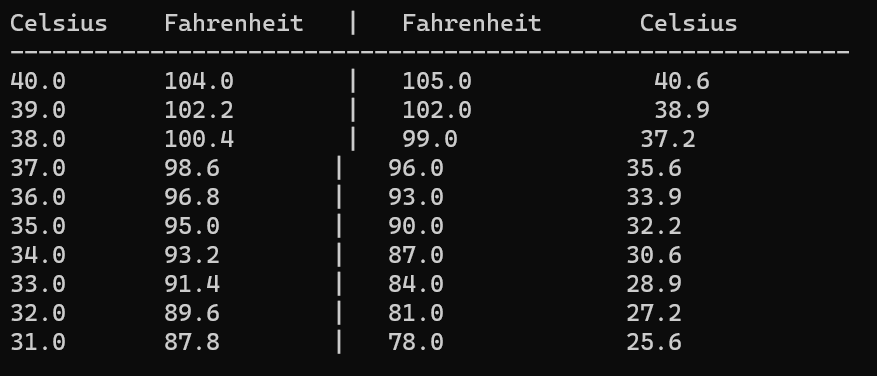 Celsius    Fahrenheit   |   Fahrenheit       Celsius
------------------------------------------------------------
40.0       104.0        |   105.0             40.6
39.0       102.2        |   102.0             38.9
38.0       100.4        |   99.0             37.2
37.0       98.6        |   96.0             35.6
36.0       96.8        |   93.0             33.9
35.0       95.0        |   90.0             32.2
34.0       93.2        |   87.0             30.6
33.0       91.4        |   84.0             28.9
32.0       89.6        |   81.0             27.2
31.0       87.8        |   78.0             25.6